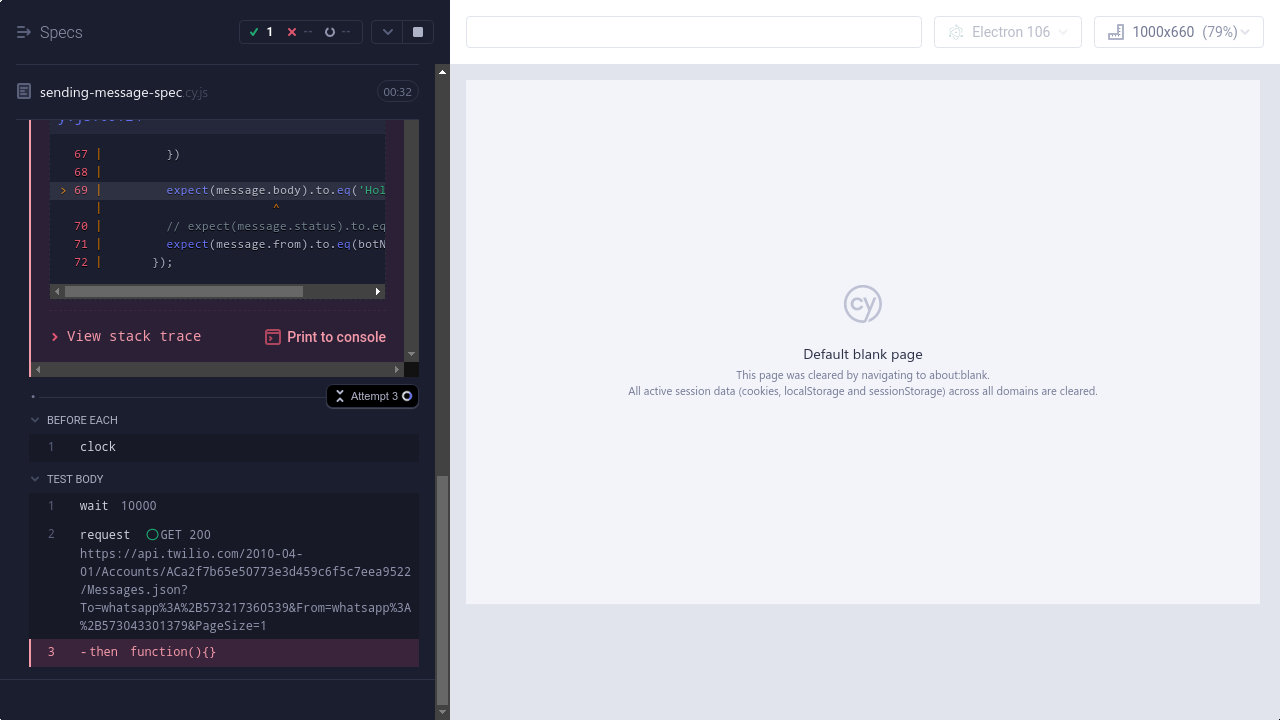 Specs
1
--
--
Electron 106
1000x660 (79%)
sending-message-spec.cy.js
00:32
67 | })
68 |
> 69 | expect(message.body).to.eq('Hol
| ^
70 | // expect(message.status).to.eq
71 | expect(message.from).to.eq(botN
72 | });
View stack trace
Print to console
Attempt 3
BEFORE EACH
1 clock
TEST BODY
1 wait 10000
2 request GET 200
https://api.twilio.com/2010-04-
01/Accounts/ACa2f7b65e50773e3d459c6f5c7eea9522
/Messages.json?
To=whatsapp%3A%2B573217360539&From=whatsapp%3A
%2B573043301379&PageSize=1
3 -then function(){}
cy
Default blank page
This page was cleared by navigating to about:blank.
All active session data (cookies, localStorage and sessionStorage) across all domains are cleared.